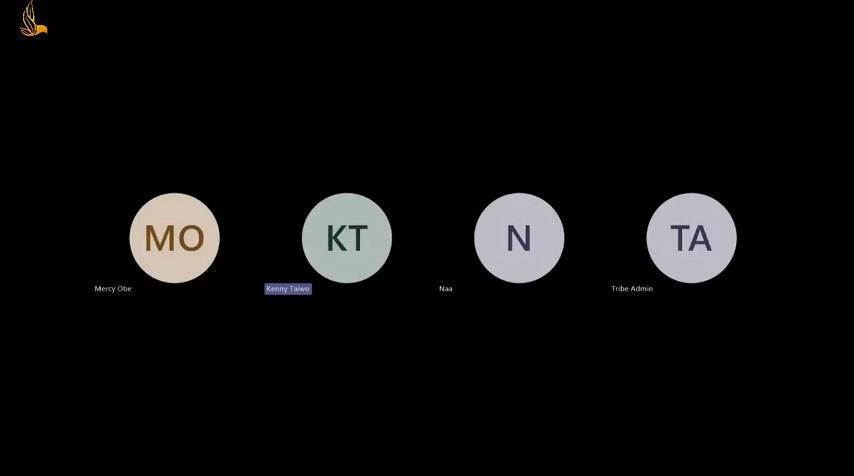 MO
KT
N
TA
Mercy Obe
Kenny Taiwo
Naa
Tribe Admin